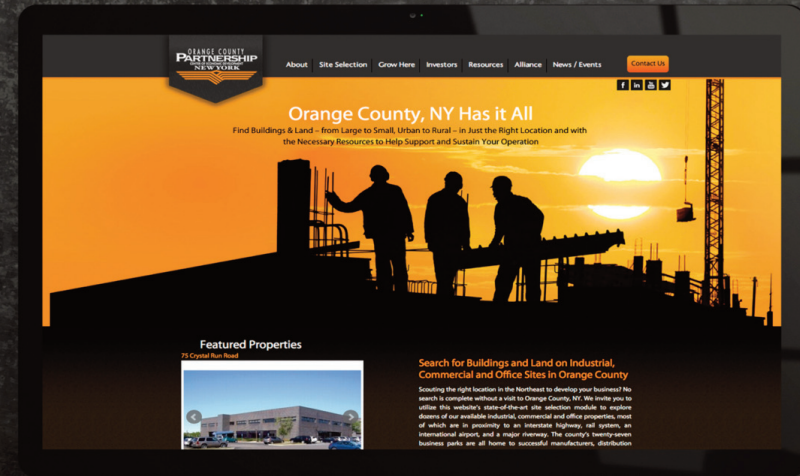 ORANGE COUNTY
PARTNERSHIP
NEW YORK
About
Site Selection
Grow Here
Investors
Resources
Alliance
News / Events
Contact Us
Orange County, NY Has it All
Find Buildings & Land – from Large to Small, Urban to Rural – in Just the Right Location and with
the Necessary Resources to Help Support and Sustain Your Operation
Featured Properties
75 Crystal Run Road
Search for Buildings and Land on Industrial,
Commercial and Office Sites in Orange County
Scouting the right location in the Northeast to develop your business? No
search is complete without a visit to Orange County, NY. We invite you to
utilize this website's state-of-the-art site selection module to explore
dozens of our available industrial, commercial and office properties, most
of which are in proximity to an interstate highway, rail system, an
international airport, and a major riverway. The county's twenty-seven
business parks are all home to successful manufacturers, distribution